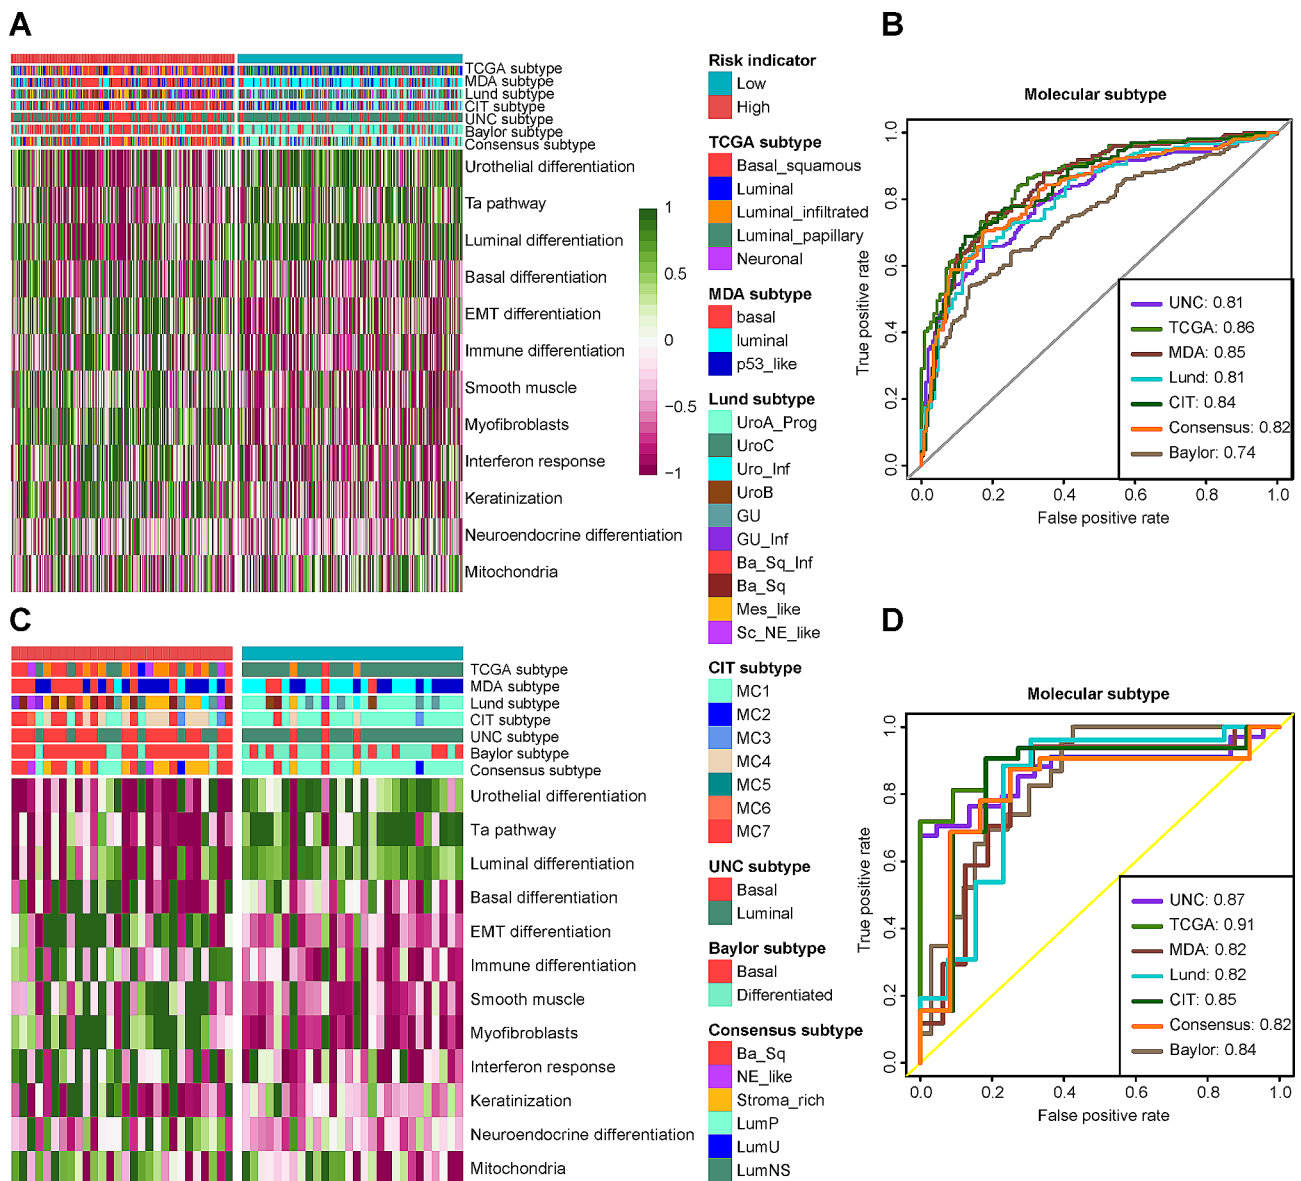 A
TCGA subtype
MDA subtype
Lund subtype
CIT subtype
UNC subtype
Baylor subtype
Consensus subtype
Urothelial differentiation
Ta pathway
Luminal differentiation
Basal differentiation
EMT differentiation
Immune differentiation
Smooth muscle
Myofibroblasts
Interferon response
Keratinization
Neuroendocrine differentiation
Mitochondria
1
0.5
0
−0.5
−1
Risk indicator
Low
High
TCGA subtype
Basal_squamous
Luminal
Luminal_infiltrated
Luminal_papillary
Neuronal
MDA subtype
basal
luminal
p53_like
Lund subtype
UroA_Prog
UroC
Uro_Inf
UroB
GU
GU_Inf
Ba_Sq_Inf
Ba_Sq
Mes_like
Sc_NE_like
CIT subtype
MC1
MC2
MC3
MC4
MC5
MC6
MC7
UNC subtype
Basal
Luminal
Baylor subtype
Basal
Differentiated
Consensus subtype
Ba_Sq
NE_like
Stroma_rich
LumP
LumU
LumNS
B
Molecular subtype
True positive rate
1.0
0.8
0.6
0.4
0.2
0.0
UNC: 0.81
TCGA: 0.86
MDA: 0.85
Lund: 0.81
CIT: 0.84
Consensus: 0.82
Baylor: 0.74
0.0 0.2 0.4 0.6 0.8 1.0
False positive rate
C
TCGA subtype
MDA subtype
Lund subtype
CIT subtype
UNC subtype
Baylor subtype
Consensus subtype
Urothelial differentiation
Ta pathway
Luminal differentiation
Basal differentiation
EMT differentiation
Immune differentiation
Smooth muscle
Myofibroblasts
Interferon response
Keratinization
Neuroendocrine differentiation
Mitochondria
D
Molecular subtype
True positive rate
1.0
0.8
0.6
0.4
0.2
0.0
UNC: 0.87
TCGA: 0.91
MDA: 0.82
Lund: 0.82
CIT: 0.85
Consensus: 0.82
Baylor: 0.84
0.0 0.2 0.4 0.6 0.8 1.0
False positive rate